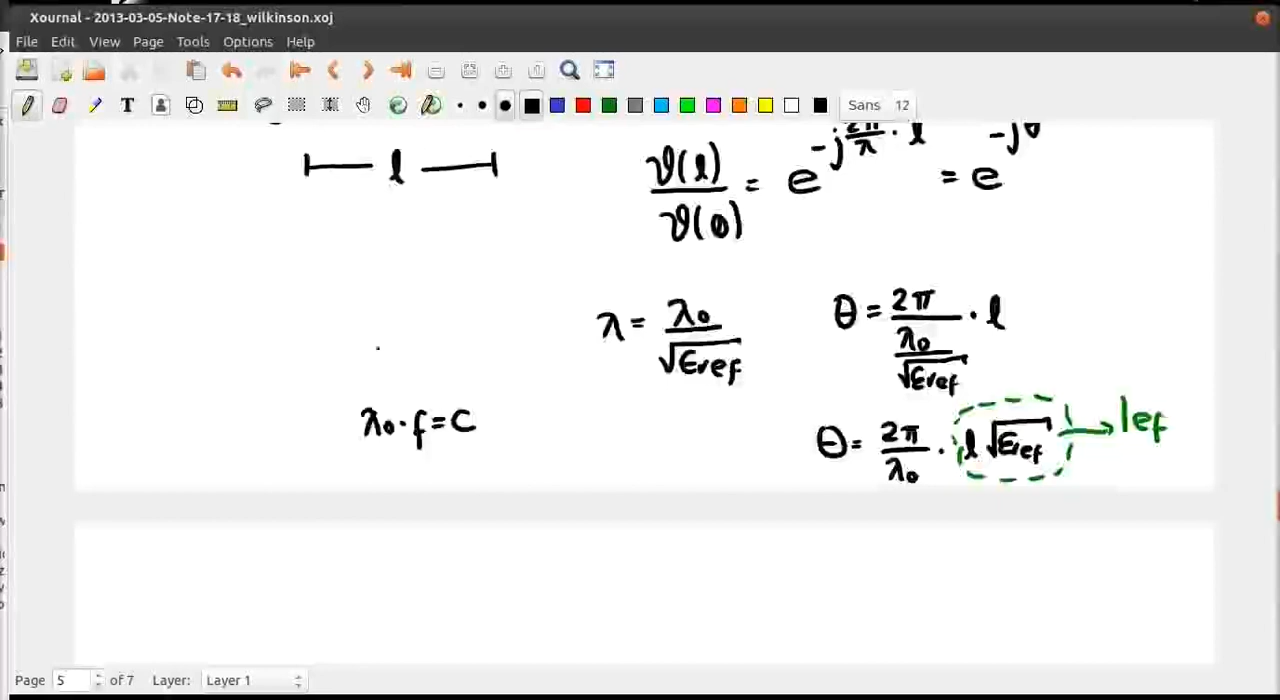 Xournal - 2013-03-05-Note-17-18_wilkinson.xoj
File Edit View Page Tools Options Help
Sans 12
l
ϑ(l)/ϑ(0) = e^(-j 2π/λ · l) = e^(-jθ)
λ = λ₀/√εref
θ = 2π/(λ₀/√εref) · l
λ₀ · f = c
θ = 2π/λ₀ · l√εref → lef
Page 5 of 7 Layer: Layer 1